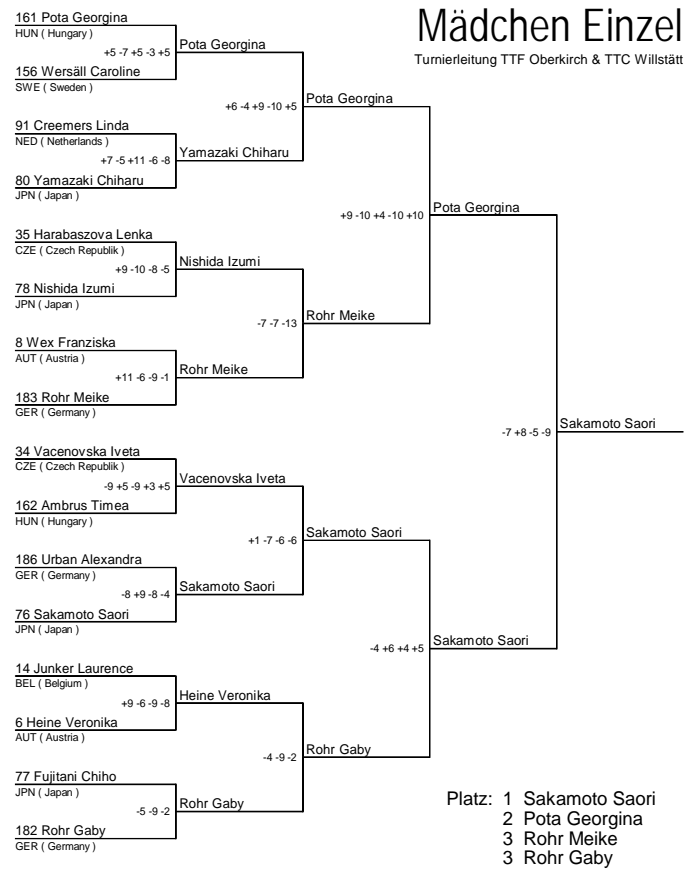 Mädchen Einzel
Turnierleitung TTF Oberkirch & TTC Willstätt
161 Pota Georgina
HUN ( Hungary )
+5 -7 +5 -3 +5
Pota Georgina
156 Wersäll Caroline
SWE ( Sweden )
+6 -4 +9 -10 +5
Pota Georgina
91 Creemers Linda
NED ( Netherlands )
+7 -5 +11 -6 -8
Yamazaki Chiharu
80 Yamazaki Chiharu
JPN ( Japan )
+9 -10 +4 -10 +10
Pota Georgina
35 Harabaszova Lenka
CZE ( Czech Republik )
+9 -10 -8 -5
Nishida Izumi
78 Nishida Izumi
JPN ( Japan )
-7 -7 -13
Rohr Meike
8 Wex Franziska
AUT ( Austria )
+11 -6 -9 -1
Rohr Meike
183 Rohr Meike
GER ( Germany )
-7 +8 -5 -9
Sakamoto Saori
34 Vacenovska Iveta
CZE ( Czech Republik )
-9 +5 -9 +3 +5
Vacenovska Iveta
162 Ambrus Timea
HUN ( Hungary )
+1 -7 -6 -6
Sakamoto Saori
186 Urban Alexandra
GER ( Germany )
-8 +9 -8 -4
Sakamoto Saori
76 Sakamoto Saori
JPN ( Japan )
-4 +6 +4 +5
Sakamoto Saori
14 Junker Laurence
BEL ( Belgium )
+9 -6 -9 -8
Heine Veronika
6 Heine Veronika
AUT ( Austria )
-4 -9 -2
Rohr Gaby
77 Fujitani Chiho
JPN ( Japan )
-5 -9 -2
Rohr Gaby
182 Rohr Gaby
GER ( Germany )
Platz: 1 Sakamoto Saori
2 Pota Georgina
3 Rohr Meike
3 Rohr Gaby